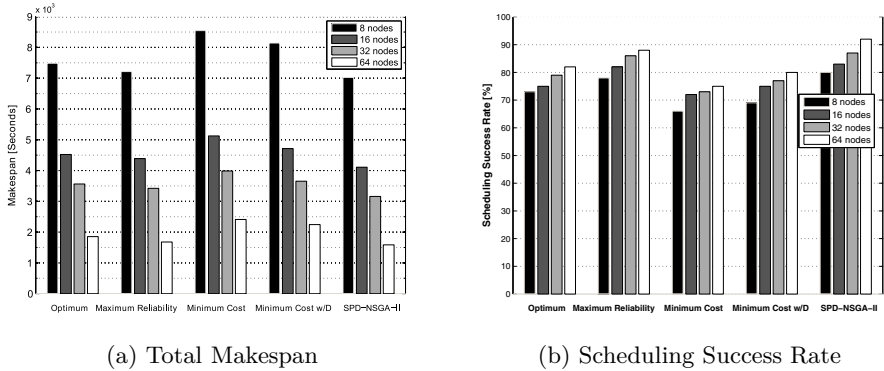 × 10³
9
8
7
6
5
4
3
2
1
0
Makespan [Seconds]
8 nodes
16 nodes
32 nodes
64 nodes
Optimum Maximum Reliability Minimum Cost Minimum Cost w/D SPD-NSGA-II
(a) Total Makespan
100
90
80
70
60
50
40
30
20
10
0
Scheduling Success Rate [%]
8 nodes
16 nodes
32 nodes
64 nodes
Optimum Maximum Reliability Minimum Cost Minimum Cost w/D SPD-NSGA-II
(b) Scheduling Success Rate